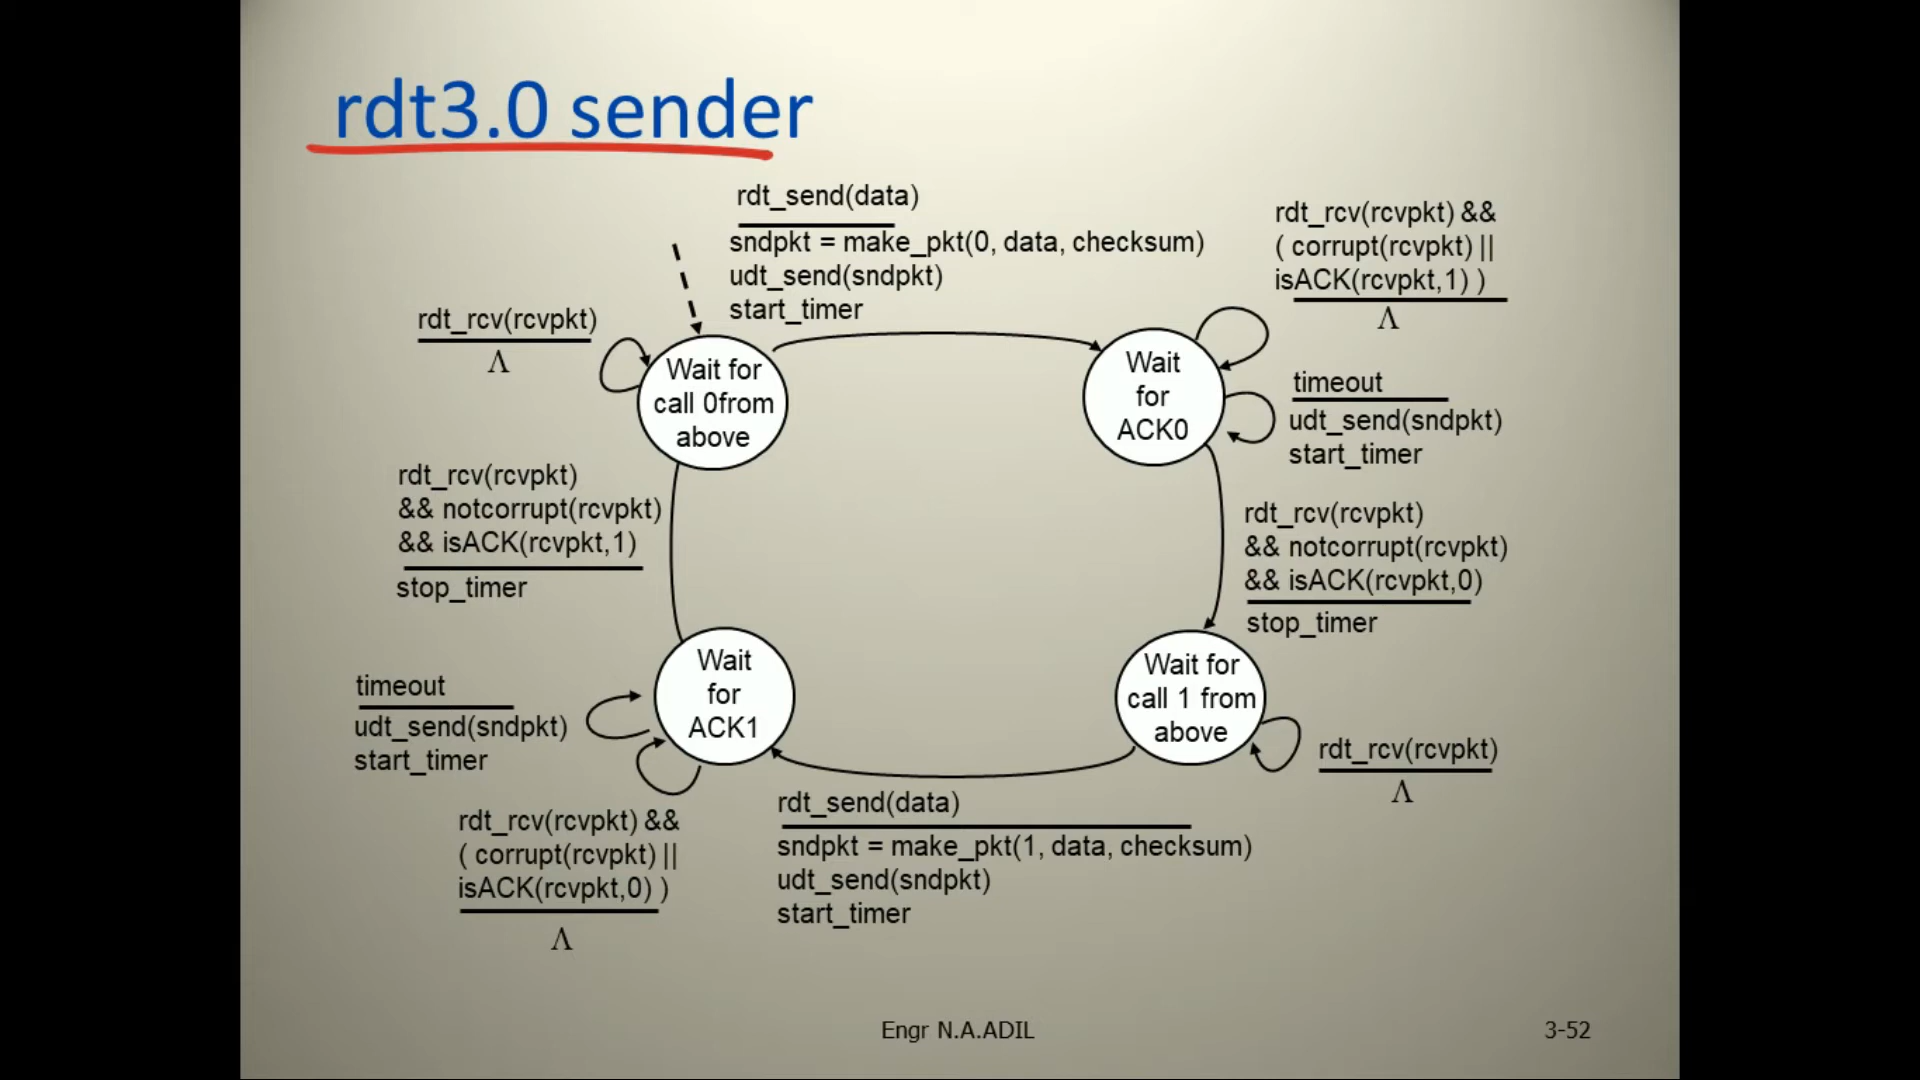 rdt3.0 sender
rdt_send(data)
sndpkt = make_pkt(0, data, checksum)
udt_send(sndpkt)
start_timer
rdt_rcv(rcvpkt) &&
( corrupt(rcvpkt) ||
isACK(rcvpkt,1) )
Λ
rdt_rcv(rcvpkt)
Λ
Wait for
call 0from
above
Wait
for
ACK0
timeout
udt_send(sndpkt)
start_timer
rdt_rcv(rcvpkt)
&& notcorrupt(rcvpkt)
&& isACK(rcvpkt,1)
stop_timer
rdt_rcv(rcvpkt)
&& notcorrupt(rcvpkt)
&& isACK(rcvpkt,0)
stop_timer
timeout
udt_send(sndpkt)
start_timer
Wait
for
ACK1
Wait for
call 1 from
above
rdt_rcv(rcvpkt)
Λ
rdt_rcv(rcvpkt) &&
( corrupt(rcvpkt) ||
isACK(rcvpkt,0) )
Λ
rdt_send(data)
sndpkt = make_pkt(1, data, checksum)
udt_send(sndpkt)
start_timer
Engr N.A.ADIL
3-52